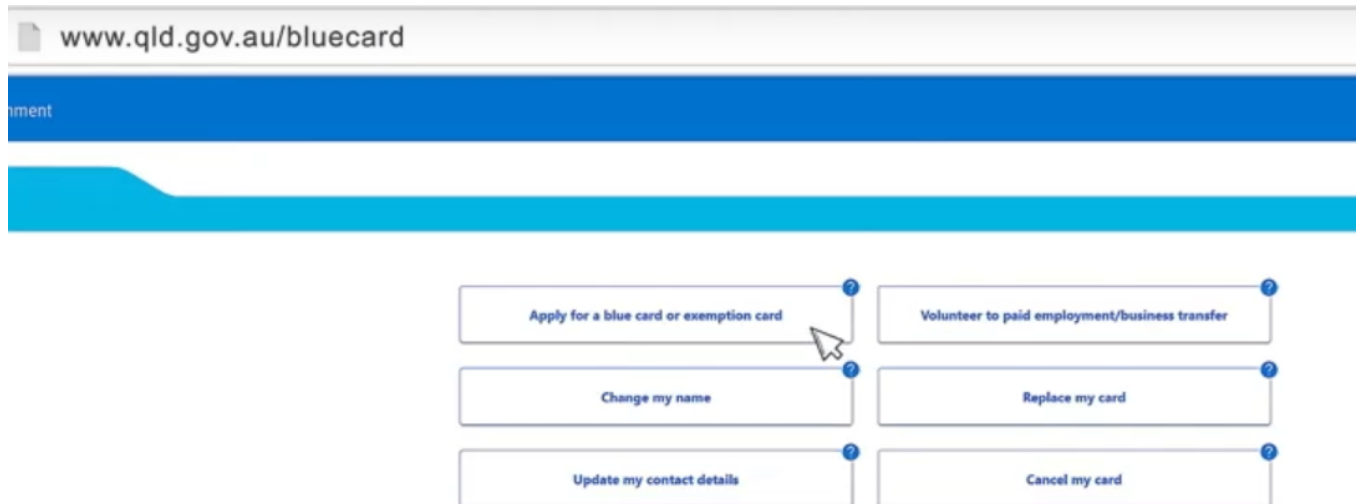 www.qld.gov.au/bluecard
nment
Apply for a blue card or exemption card
?
Volunteer to paid employment/business transfer
?
Change my name
?
Replace my card
?
Update my contact details
?
Cancel my card
?